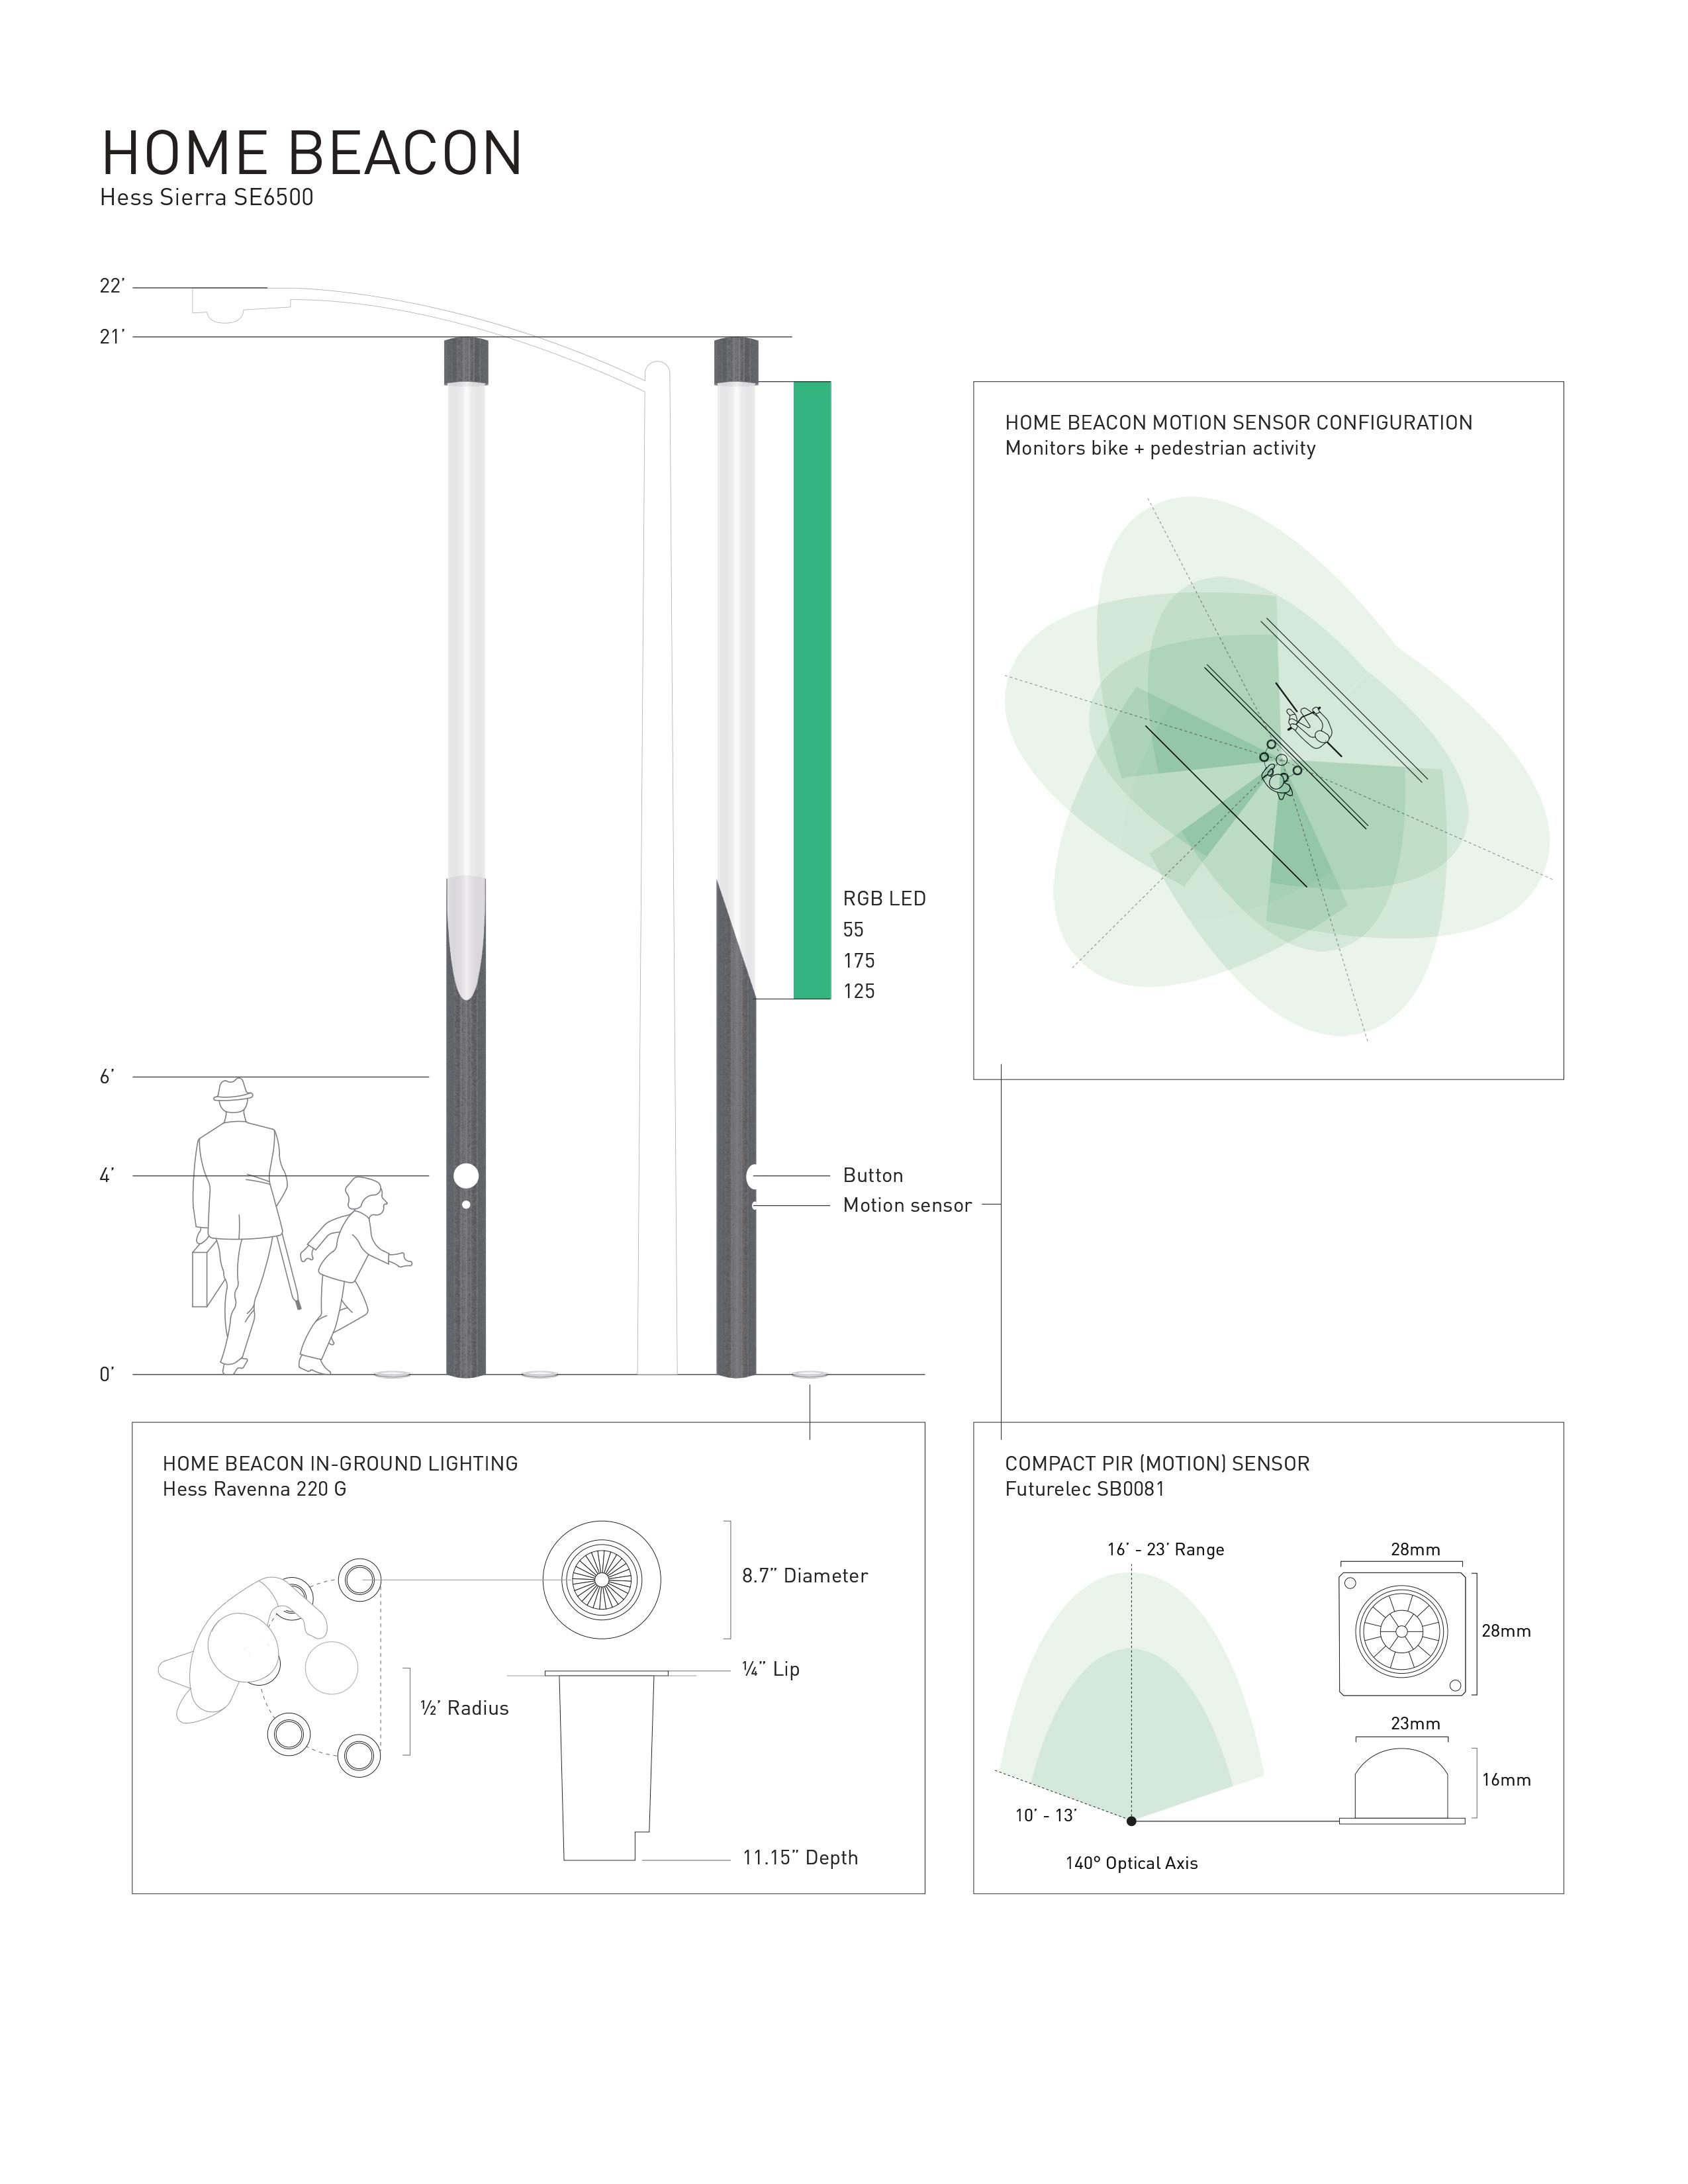 HOME BEACON
Hess Sierra SE6500
22’
21’
6’
4’
0’
RGB LED
55
175
125
Button
Motion sensor
HOME BEACON MOTION SENSOR CONFIGURATION
Monitors bike + pedestrian activity
HOME BEACON IN-GROUND LIGHTING
Hess Ravenna 220 G
½’ Radius
8.7” Diameter
¼” Lip
11.15” Depth
COMPACT PIR (MOTION) SENSOR
Futurelec SB0081
16’ - 23’ Range
10’ - 13’
140° Optical Axis
28mm
28mm
23mm
16mm